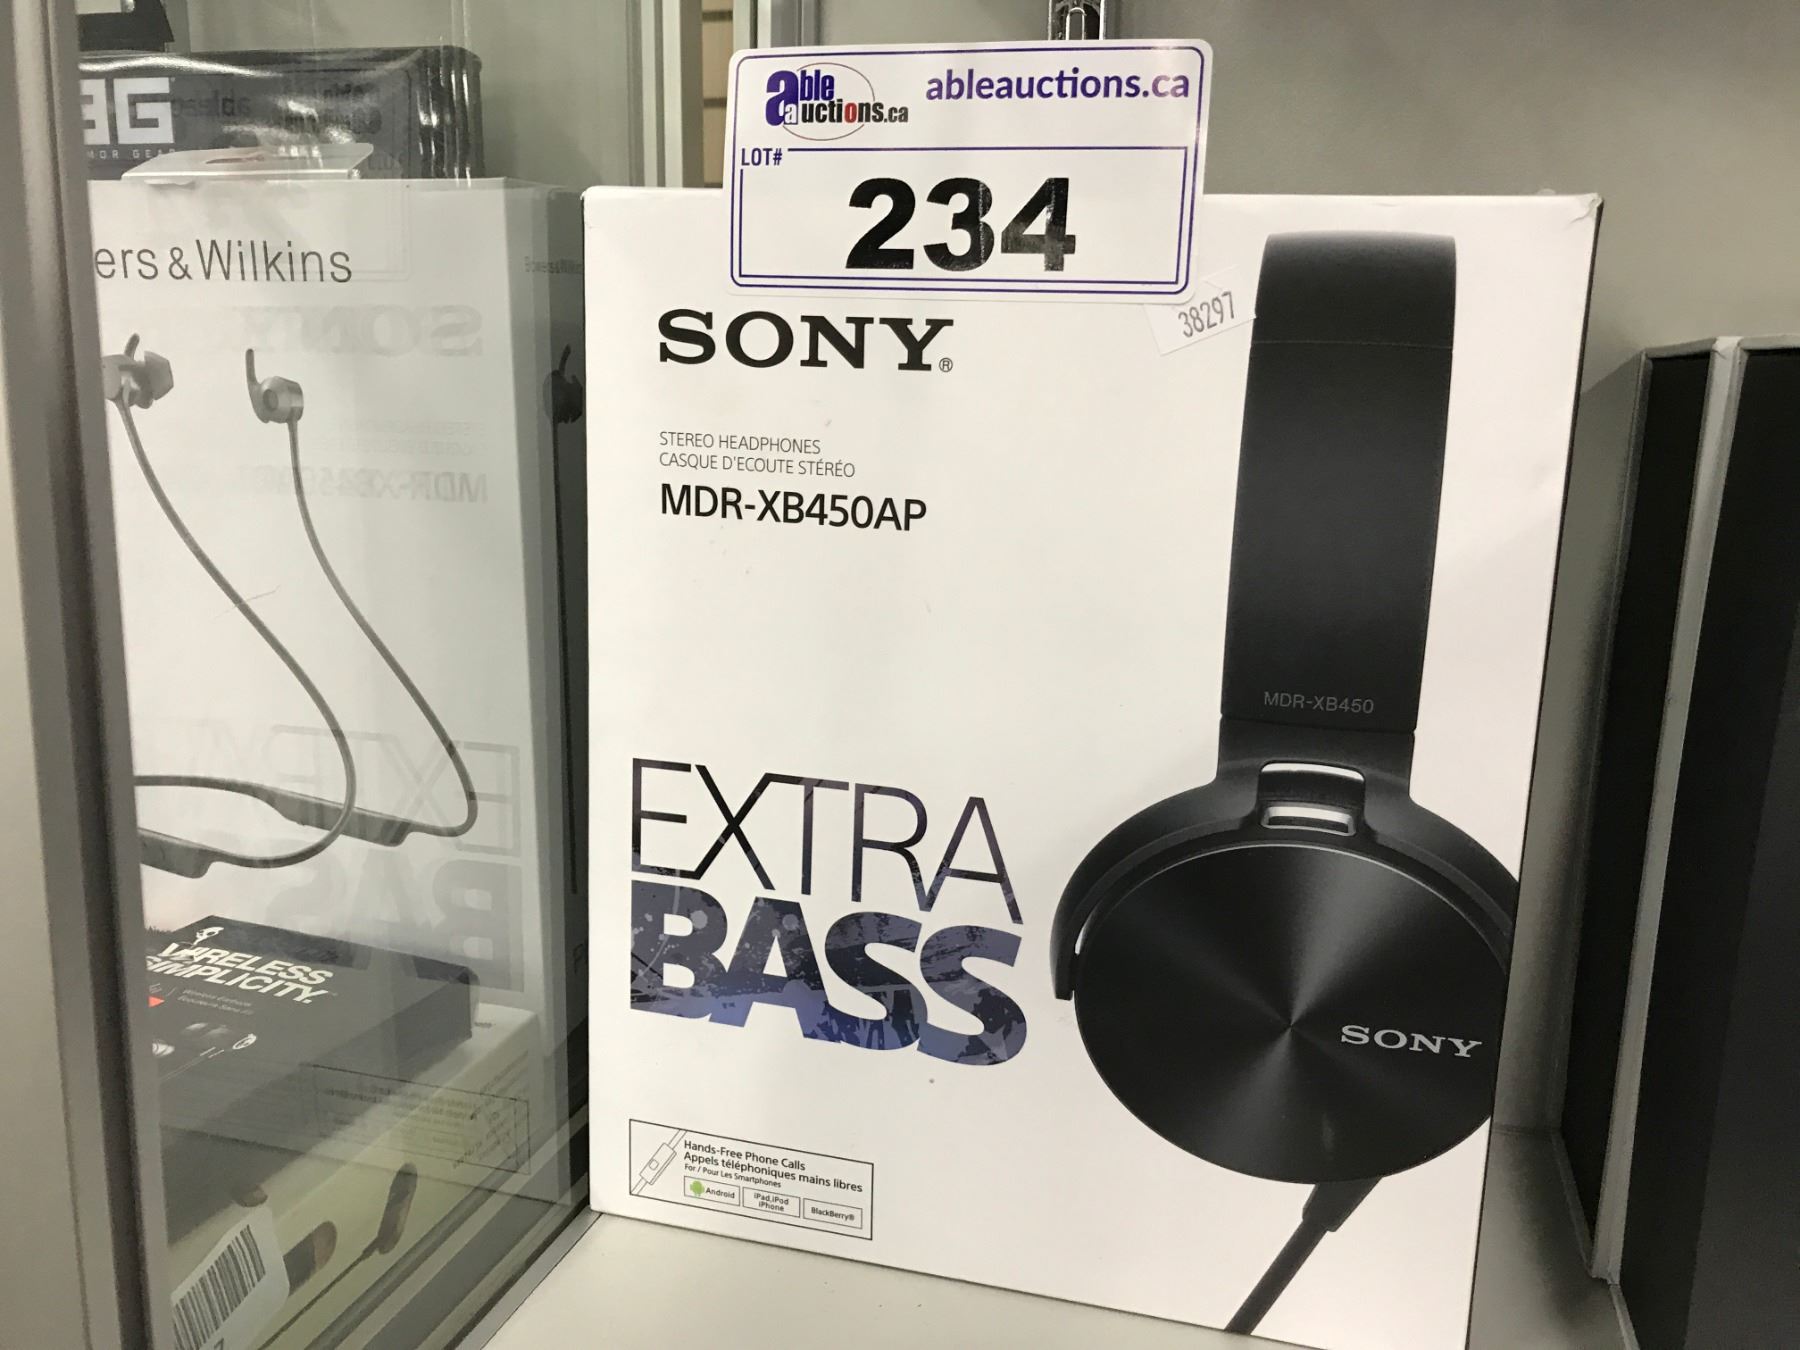 able auctions.ca
ableauctions.ca
LOT#
234
38297
SONY®
STEREO HEADPHONES
CASQUE D'ECOUTE STÉRÉO
MDR-XB450AP
MDR-XB450
EXTRA
BASS
SONY
Hands-Free Phone Calls
Appels téléphoniques mains libres
For / Pour Les Smartphones
Android
iPad,iPod
iPhone
BlackBerry®
ers & Wilkins
WIRELESS
SIMPLICITY.